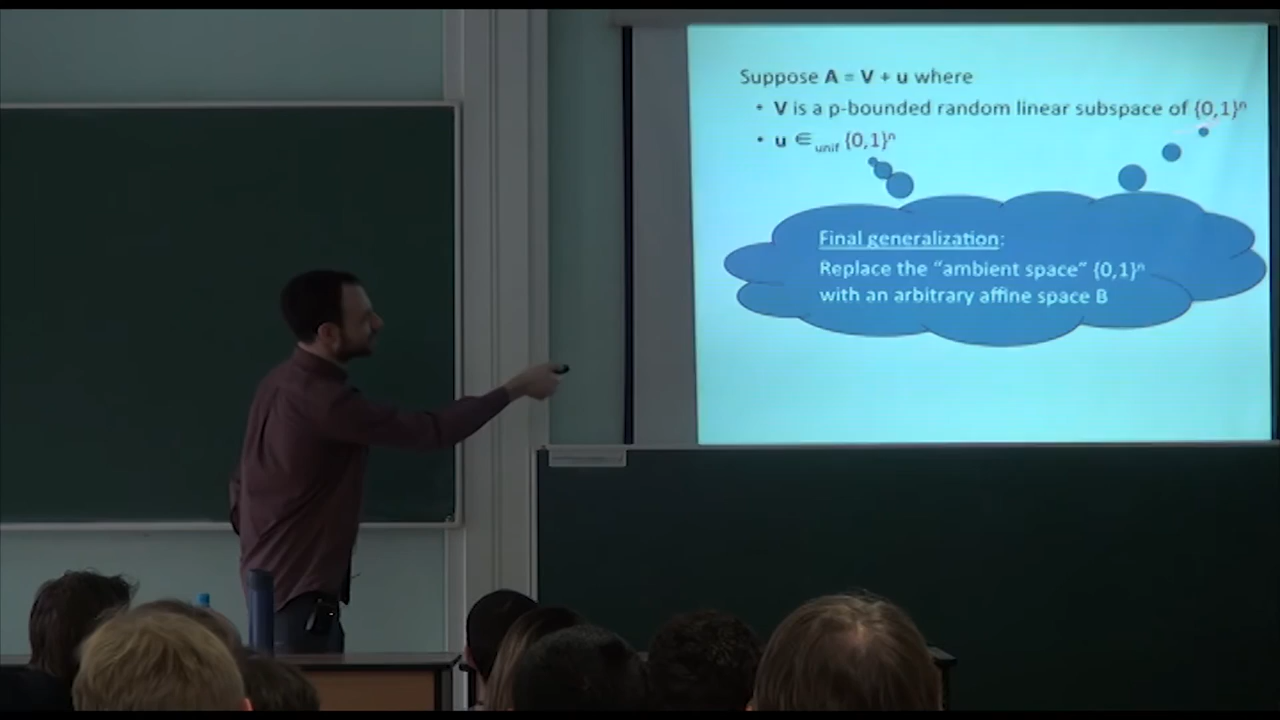 Suppose A = V + u where
• V is a p-bounded random linear subspace of {0,1}ⁿ
• u ∈unif {0,1}ⁿ
Final generalization:
Replace the “ambient space” {0,1}ⁿ
with an arbitrary affine space B